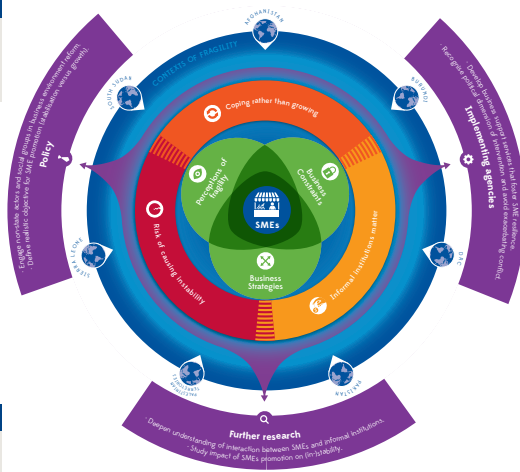 AFGHANISTAN
CONTEXTS OF FRAGILITY
SOUTH SUDAN
BURUNDI
Policy
- Engage non-state actors and social groups in business environment reform.
- Define realistic objective for SME promotion (stabilisation versus growth).
Implementing agencies
- Develop business support services that foster SME resilience.
- Recognise political dimension of intervention and avoid exacerbating conflict.
Coping rather than growing
Perceptions of
fragility
Business
Constraints
SMEs
Business
Strategies
Risk of causing instability
Informal institutions matter
SIERRA LEONE
DRC
PALESTINIAN
TERRITORIES
PAKISTAN
Further research
- Deepen understanding of interaction between SMEs and informal institutions.
- Study impact of SMEs promotion on (in-)stability.